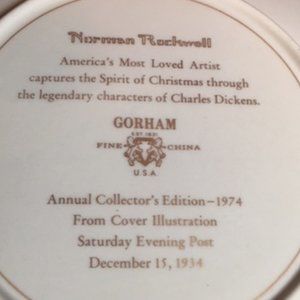 Norman Rockwell
America's Most Loved Artist
captures the Spirit of Christmas through
the legendary characters of Charles Dickens.
GORHAM
EST. 1831
FINE CHINA
U.S.A.
Annual Collector's Edition—1974
From Cover Illustration
Saturday Evening Post
December 15, 1934